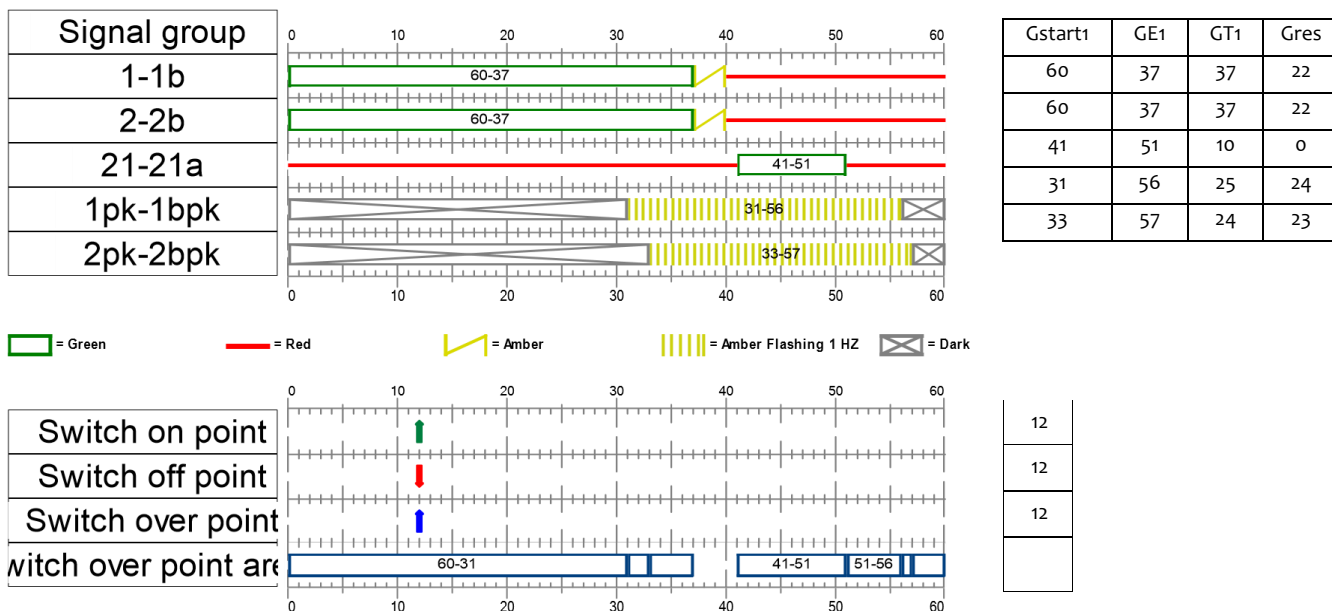 Signal group
0 10 20 30 40 50 60
Gstart1 GE1 GT1 Gres
1-1b
60-37
60 37 37 22
2-2b
60-37
60 37 37 22
21-21a
41-51
41 51 10 0
1pk-1bpk
31-56
31 56 25 24
2pk-2bpk
33-57
33 57 24 23
0 10 20 30 40 50 60
= Green = Red = Amber = Amber Flashing 1 HZ = Dark
0 10 20 30 40 50 60
Switch on point
12
Switch off point
12
Switch over point
12
witch over point are
60-31 41-51 51-56
0 10 20 30 40 50 60